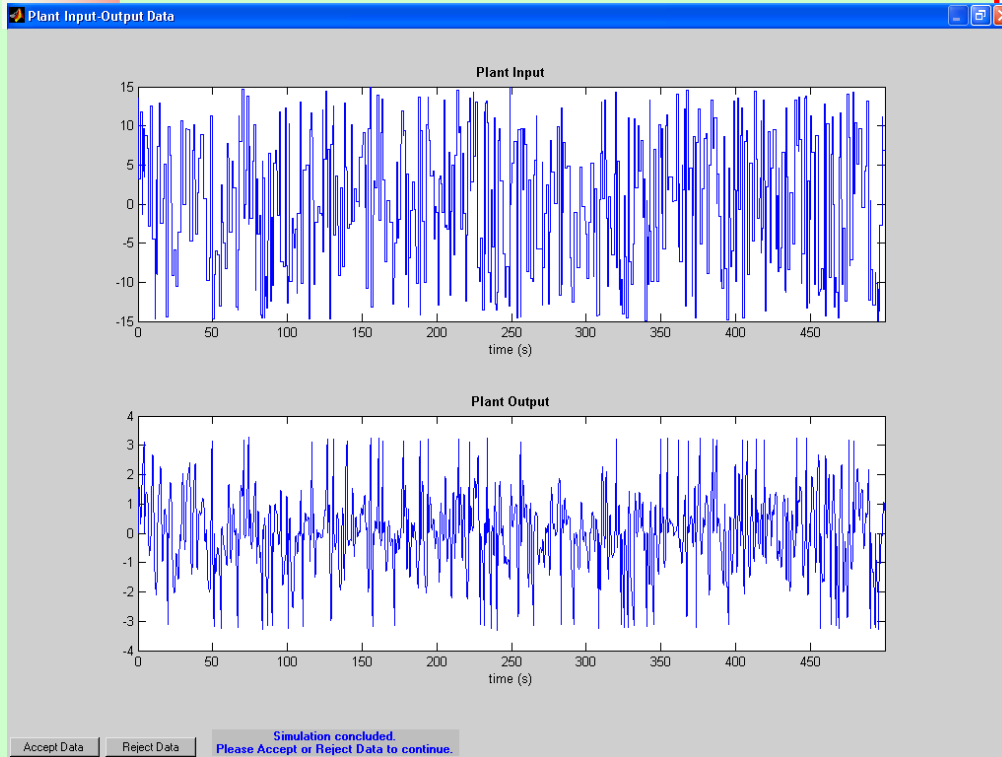 Plant Input-Output Data
Plant Input
15
10
5
0
-5
-10
-15
0 50 100 150 200 250 300 350 400 450
time (s)
Plant Output
4
3
2
1
0
-1
-2
-3
-4
0 50 100 150 200 250 300 350 400 450
time (s)
Accept Data Reject Data
Simulation concluded.
Please Accept or Reject Data to continue.